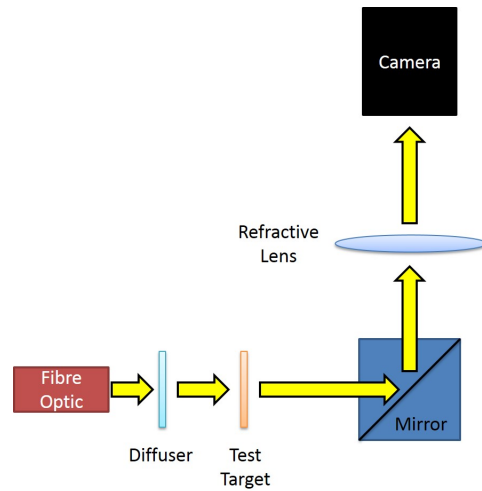 Camera
Refractive
Lens
Fibre
Optic
Mirror
Diffuser
Test
Target